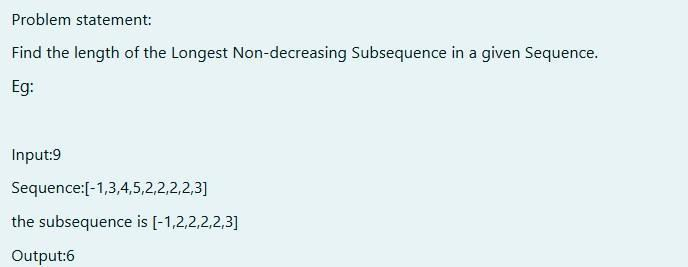 Problem statement:
Find the length of the Longest Non-decreasing Subsequence in a given Sequence.
Eg:
Input:9
Sequence:[-1,3,4,5,2,2,2,2,3]
the subsequence is [-1,2,2,2,2,3]
Output:6